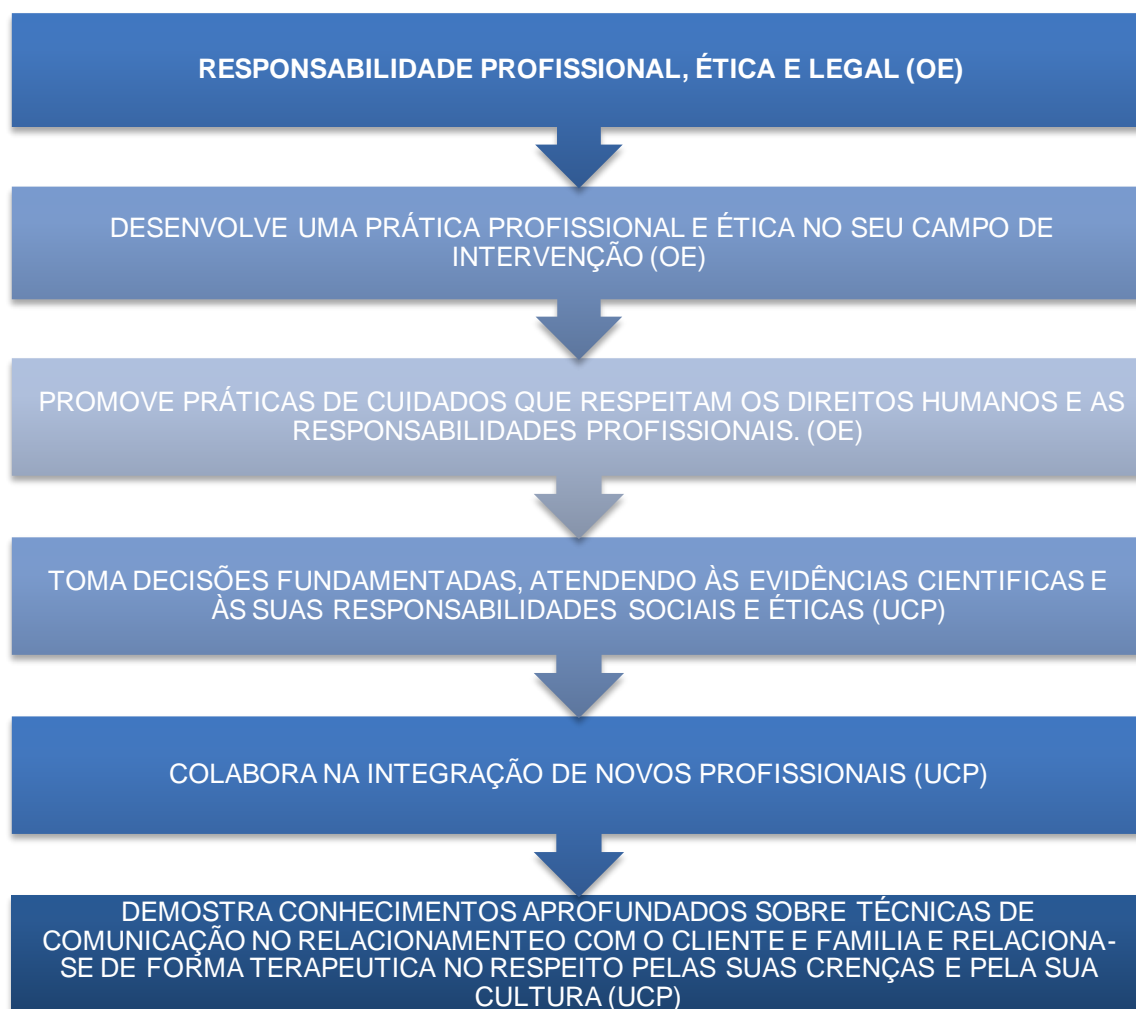 RESPONSABILIDADE PROFISSIONAL, ÉTICA E LEGAL (OE)
DESENVOLVE UMA PRÁTICA PROFISSIONAL E ÉTICA NO SEU CAMPO DE
INTERVENÇÃO (OE)
PROMOVE PRÁTICAS DE CUIDADOS QUE RESPEITAM OS DIREITOS HUMANOS E AS
RESPONSABILIDADES PROFISSIONAIS. (OE)
TOMA DECISÕES FUNDAMENTADAS, ATENDENDO ÀS EVIDÊNCIAS CIENTIFICAS E
ÀS SUAS RESPONSABILIDADES SOCIAIS E ÉTICAS (UCP)
COLABORA NA INTEGRAÇÃO DE NOVOS PROFISSIONAIS (UCP)
DEMOSTRA CONHECIMENTOS APROFUNDADOS SOBRE TÉCNICAS DE
COMUNICAÇÃO NO RELACIONAMENTEO COM O CLIENTE E FAMILIA E RELACIONA-
SE DE FORMA TERAPEUTICA NO RESPEITO PELAS SUAS CRENÇAS E PELA SUA
CULTURA (UCP)